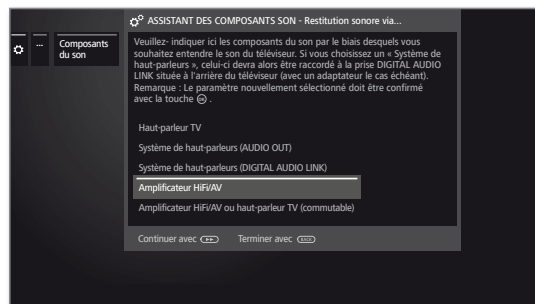 ASSISTANT DES COMPOSANTS SON - Restitution sonore via...
...
Composants
du son
Veuillez- indiquer ici les composants du son par le biais desquels vous
souhaitez entendre le son du téléviseur. Si vous choisissez un « Système de
haut-parleurs », celui-ci devra alors être raccordé à la prise DIGITAL AUDIO
LINK située à l'arrière du téléviseur (avec un adaptateur le cas échéant).
Remarque : Le paramètre nouvellement sélectionné doit être confirmé
avec la touche OK .
Haut-parleur TV
Système de haut-parleurs (AUDIO OUT)
Système de haut-parleurs (DIGITAL AUDIO LINK)
Amplificateur HiFi/AV
Amplificateur HiFi/AV ou haut-parleur TV (commutable)
Continuer avec Terminer avec BACK